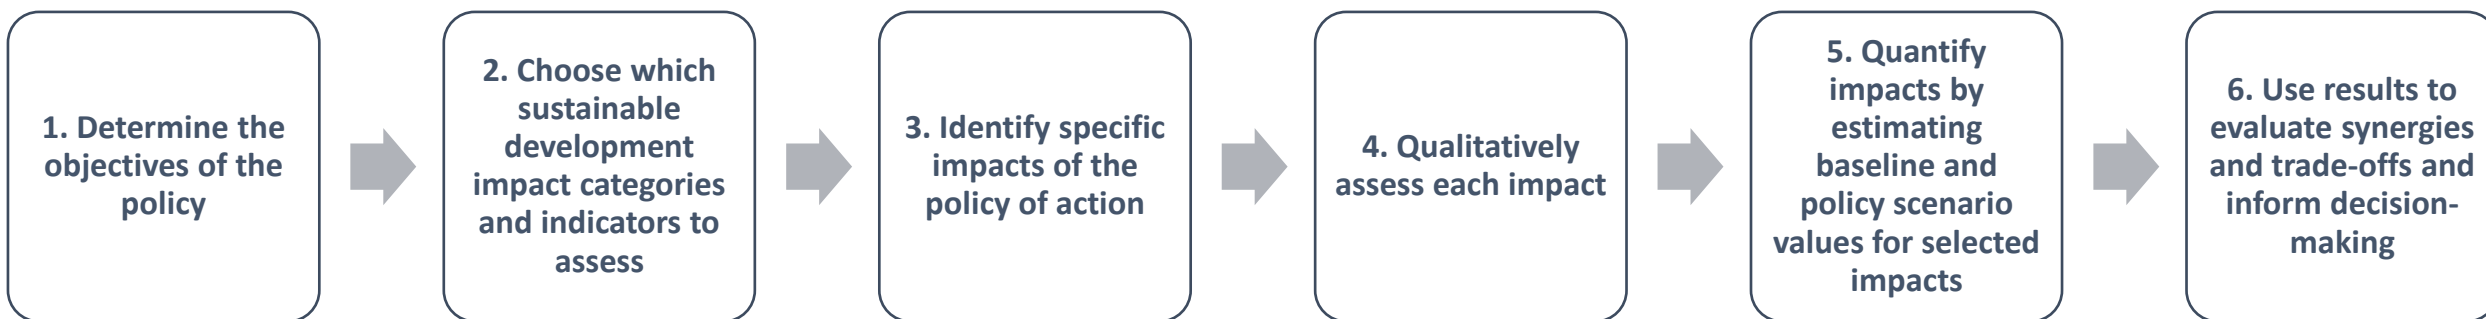 1. Determine the
objectives of the
policy
2. Choose which
sustainable
development
impact categories
and indicators to
assess
3. Identify specific
impacts of the
policy of action
4. Qualitatively
assess each impact
5. Quantify
impacts by
estimating
baseline and
policy scenario
values for selected
impacts
6. Use results to
evaluate synergies
and trade-offs and
inform decision-
making